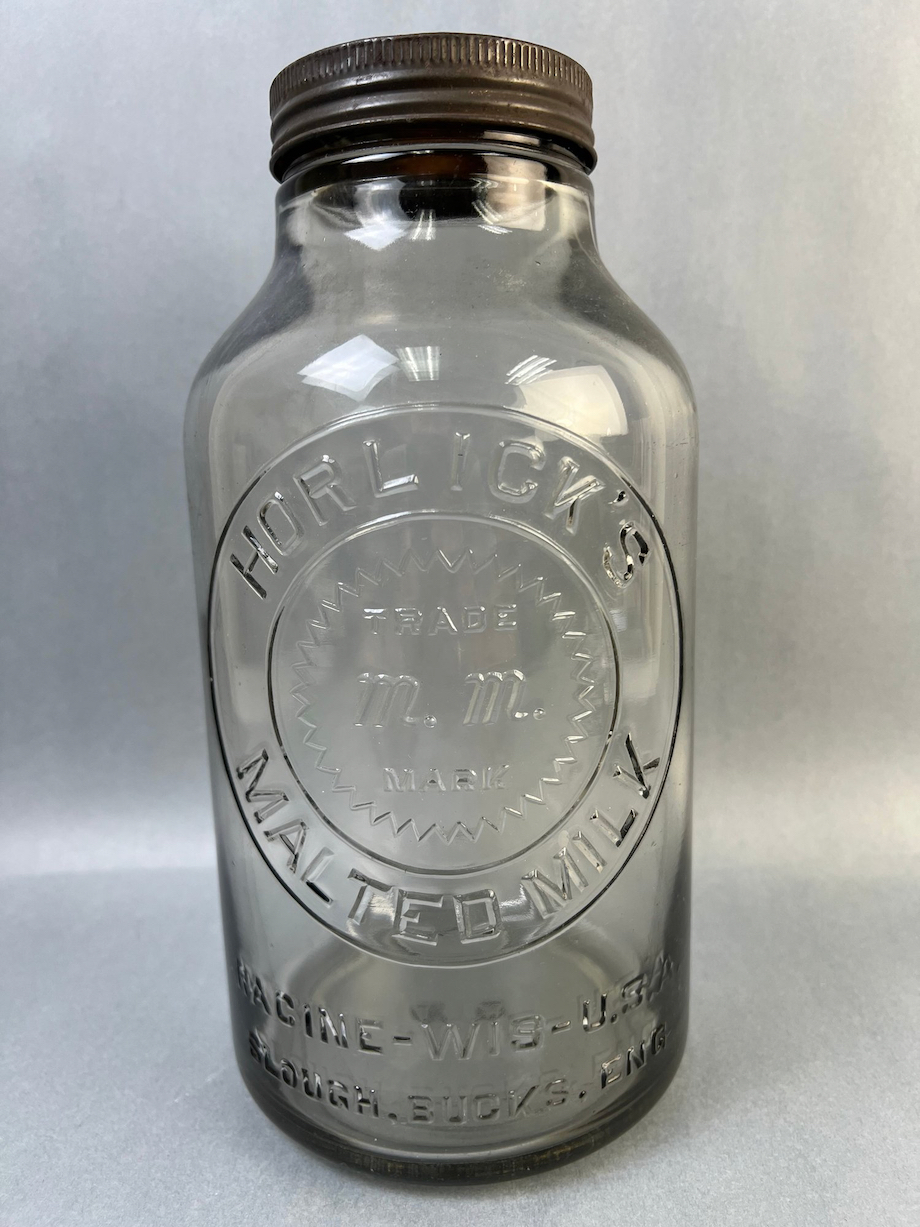 HORLICK'S
TRADE
m. m.
MARK
MALTED MILK
RACINE-WIS-U.S.A.
SLOUGH. BUCKS. ENG